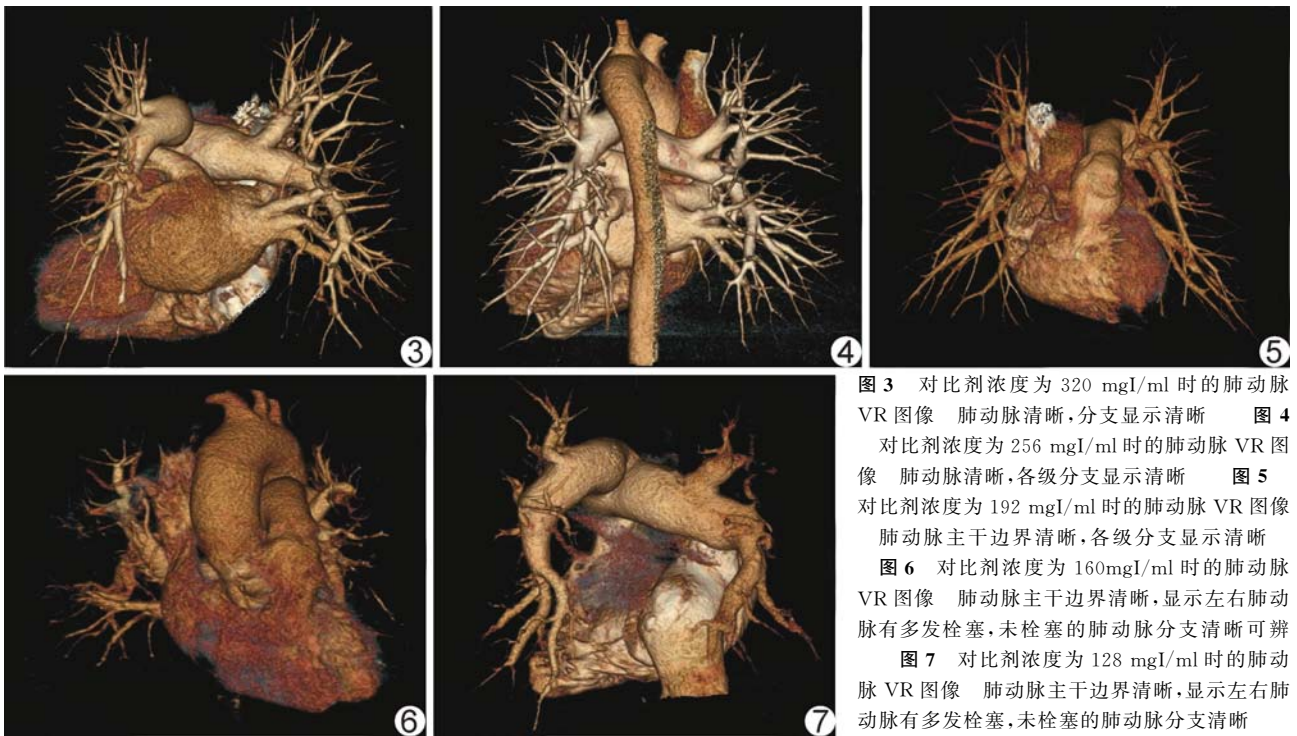 ③
④
⑤
⑥
⑦
图 3 对比剂浓度为 320 mgI/ml 时的肺动脉
VR 图像 肺动脉清晰,分支显示清晰 图 4
对比剂浓度为 256 mgI/ml 时的肺动脉 VR 图
像 肺动脉清晰,各级分支显示清晰 图 5
对比剂浓度为 192 mgI/ml 时的肺动脉 VR 图像
肺动脉主干边界清晰,各级分支显示清晰
图 6 对比剂浓度为 160mgI/ml 时的肺动脉
VR 图像 肺动脉主干边界清晰,显示左右肺动
脉有多发栓塞,未栓塞的肺动脉分支清晰可辨
图 7 对比剂浓度为 128 mgI/ml 时的肺动
脉 VR 图像 肺动脉主干边界清晰,显示左右肺
动脉有多发栓塞,未栓塞的肺动脉分支清晰